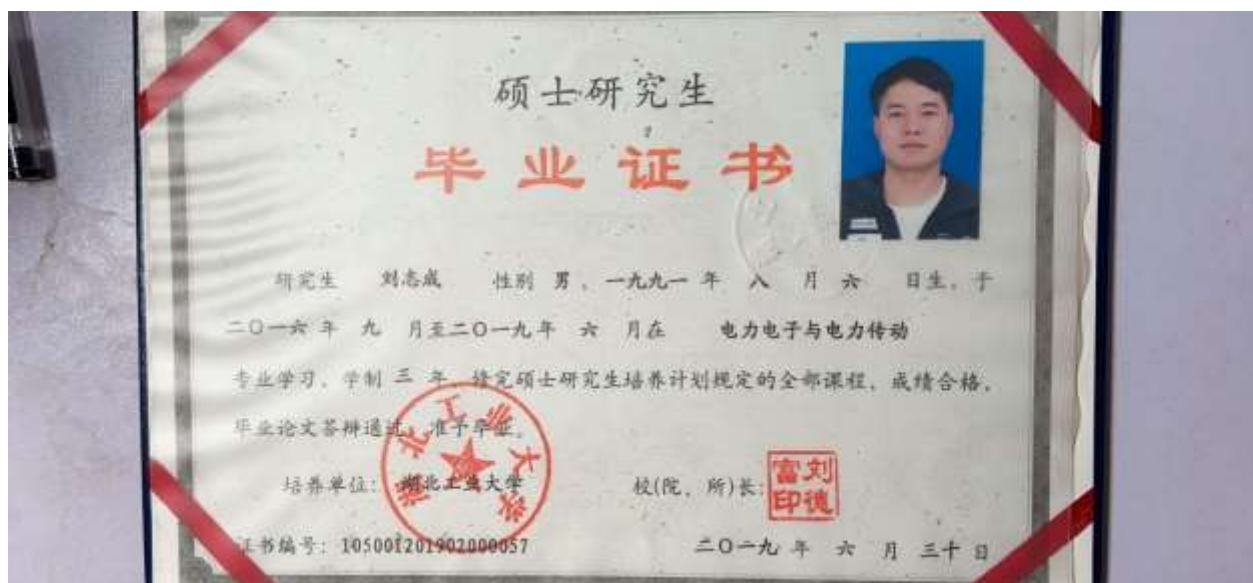 硕士研究生
毕业证书
研究生 刘志成 性别 男，一九九一 年 八 月 六 日生，于
二〇一六 年 九 月至二〇一九年 六 月在 电力电子与电力传动
专业学习，学制 三 年，修完硕士研究生培养计划规定的全部课程，成绩合格，
毕业论文答辩通过，准予毕业。
培养单位：湖北工业大学 校(院、所)长：
刘德富印
湖北工业大学
证书编号：105001201902000057 二〇一九 年 六 月 三十 日